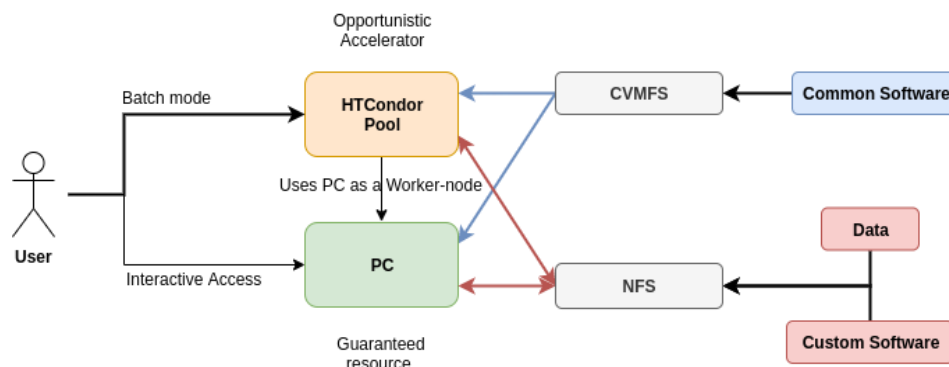 Opportunistic
Accelerator
Batch mode
HTCondor
Pool
CVMFS
Common Software
Uses PC as a Worker-node
User
Data
PC
Interactive Access
NFS
Guaranteed
resource
Custom Software